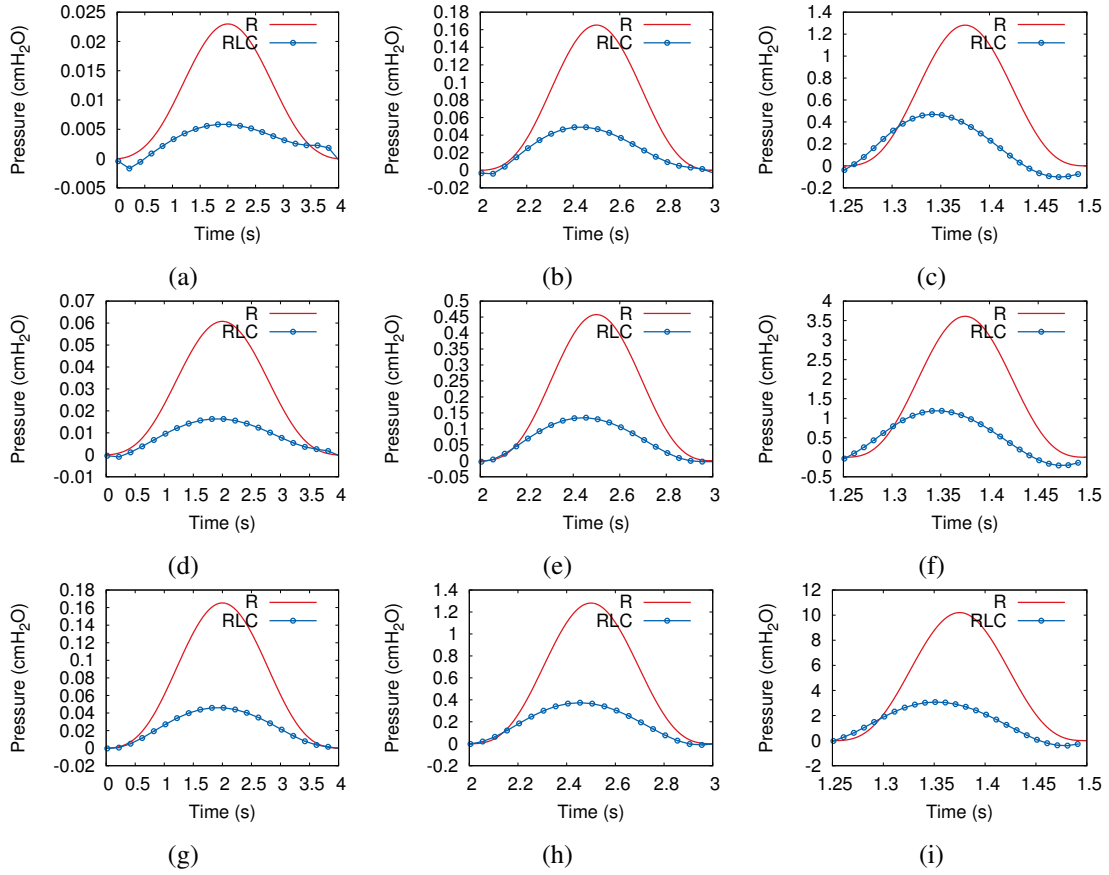 Pressure (cmH₂O)
0.025
0.02
0.015
0.01
0.005
0
-0.005
R
RLC
0 0.5 1 1.5 2 2.5 3 3.5 4
Time (s)
(a)
Pressure (cmH₂O)
0.18
0.16
0.14
0.12
0.1
0.08
0.06
0.04
0.02
0
-0.02
R
RLC
2 2.2 2.4 2.6 2.8 3
Time (s)
(b)
Pressure (cmH₂O)
1.4
1.2
1
0.8
0.6
0.4
0.2
0
-0.2
R
RLC
1.25 1.3 1.35 1.4 1.45 1.5
Time (s)
(c)
Pressure (cmH₂O)
0.07
0.06
0.05
0.04
0.03
0.02
0.01
0
-0.01
R
RLC
0 0.5 1 1.5 2 2.5 3 3.5 4
Time (s)
(d)
Pressure (cmH₂O)
0.5
0.45
0.4
0.35
0.3
0.25
0.2
0.15
0.1
0.05
0
-0.05
R
RLC
2 2.2 2.4 2.6 2.8 3
Time (s)
(e)
Pressure (cmH₂O)
4
3.5
3
2.5
2
1.5
1
0.5
0
-0.5
R
RLC
1.25 1.3 1.35 1.4 1.45 1.5
Time (s)
(f)
Pressure (cmH₂O)
0.18
0.16
0.14
0.12
0.1
0.08
0.06
0.04
0.02
0
-0.02
R
RLC
0 0.5 1 1.5 2 2.5 3 3.5 4
Time (s)
(g)
Pressure (cmH₂O)
1.4
1.2
1
0.8
0.6
0.4
0.2
0
-0.2
R
RLC
2 2.2 2.4 2.6 2.8 3
Time (s)
(h)
Pressure (cmH₂O)
12
10
8
6
4
2
0
-2
R
RLC
1.25 1.3 1.35 1.4 1.45 1.5
Time (s)
(i)